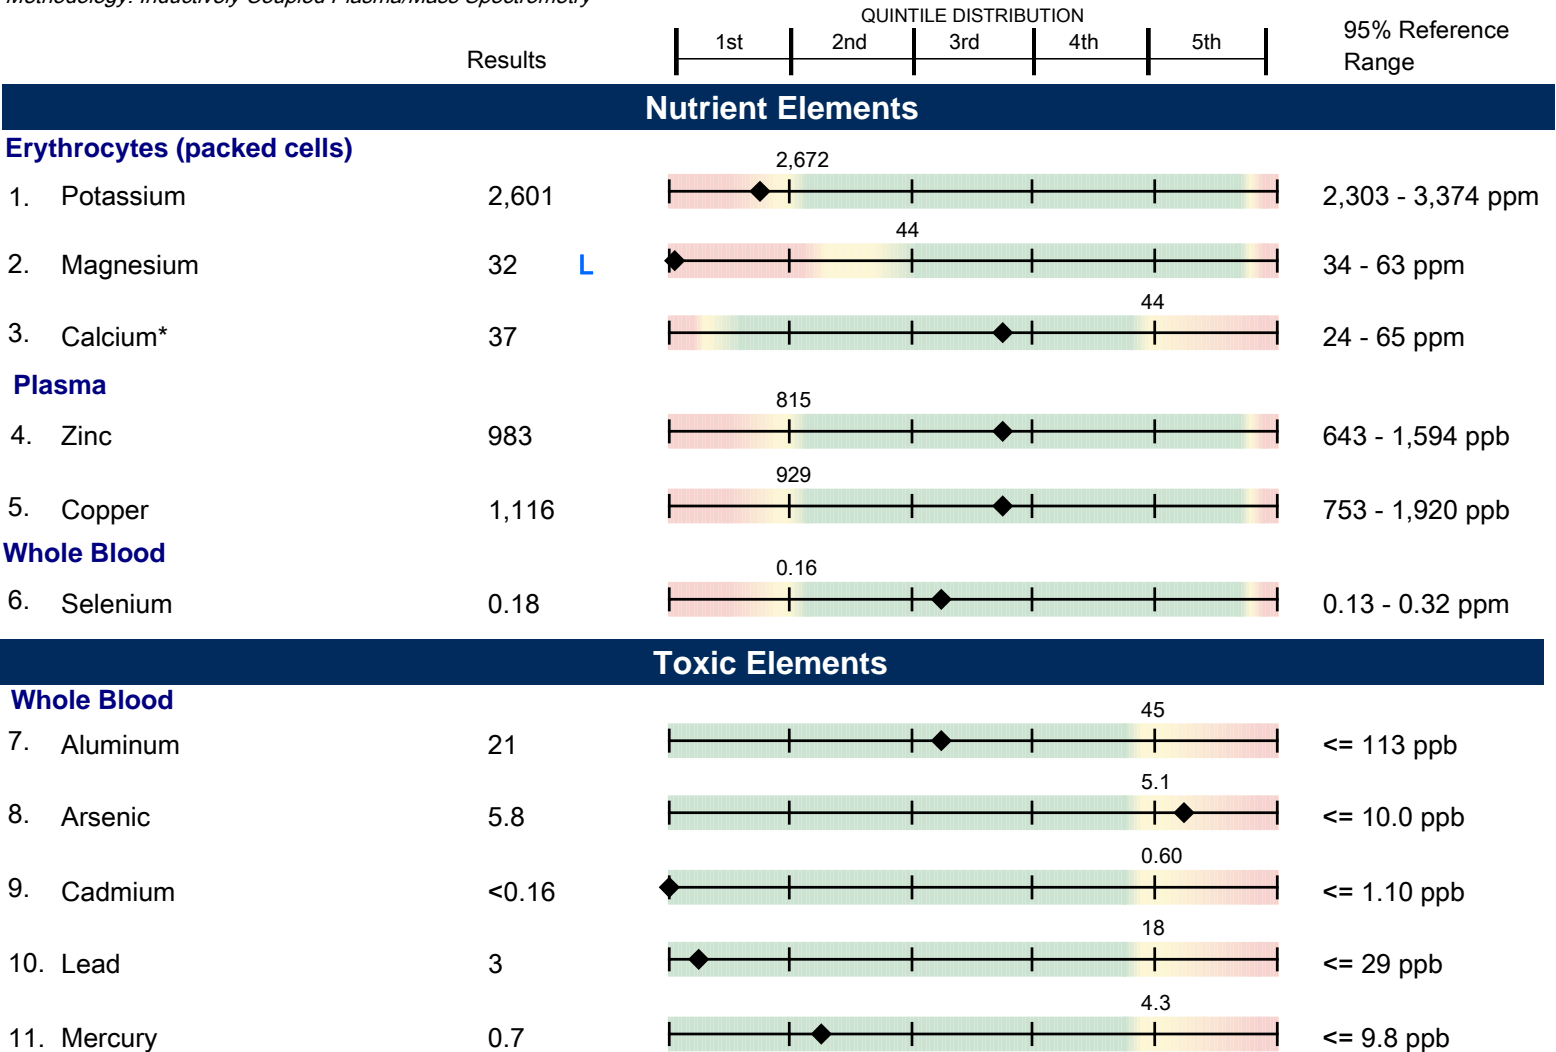 Methodology: Inductively Coupled Plasma/Mass Spectrometry
QUINTILE DISTRIBUTION
Results 1st 2nd 3rd 4th 5th 95% Reference Range
Nutrient Elements
Erythrocytes (packed cells)
2,672
1. Potassium 2,601 2,303 - 3,374 ppm
44
2. Magnesium 32 L 34 - 63 ppm
44
3. Calcium* 37 24 - 65 ppm
Plasma
815
4. Zinc 983 643 - 1,594 ppb
929
5. Copper 1,116 753 - 1,920 ppb
Whole Blood
0.16
6. Selenium 0.18 0.13 - 0.32 ppm
Toxic Elements
Whole Blood
45
7. Aluminum 21 <= 113 ppb
5.1
8. Arsenic 5.8 <= 10.0 ppb
0.60
9. Cadmium <0.16 <= 1.10 ppb
18
10. Lead 3 <= 29 ppb
4.3
11. Mercury 0.7 <= 9.8 ppb